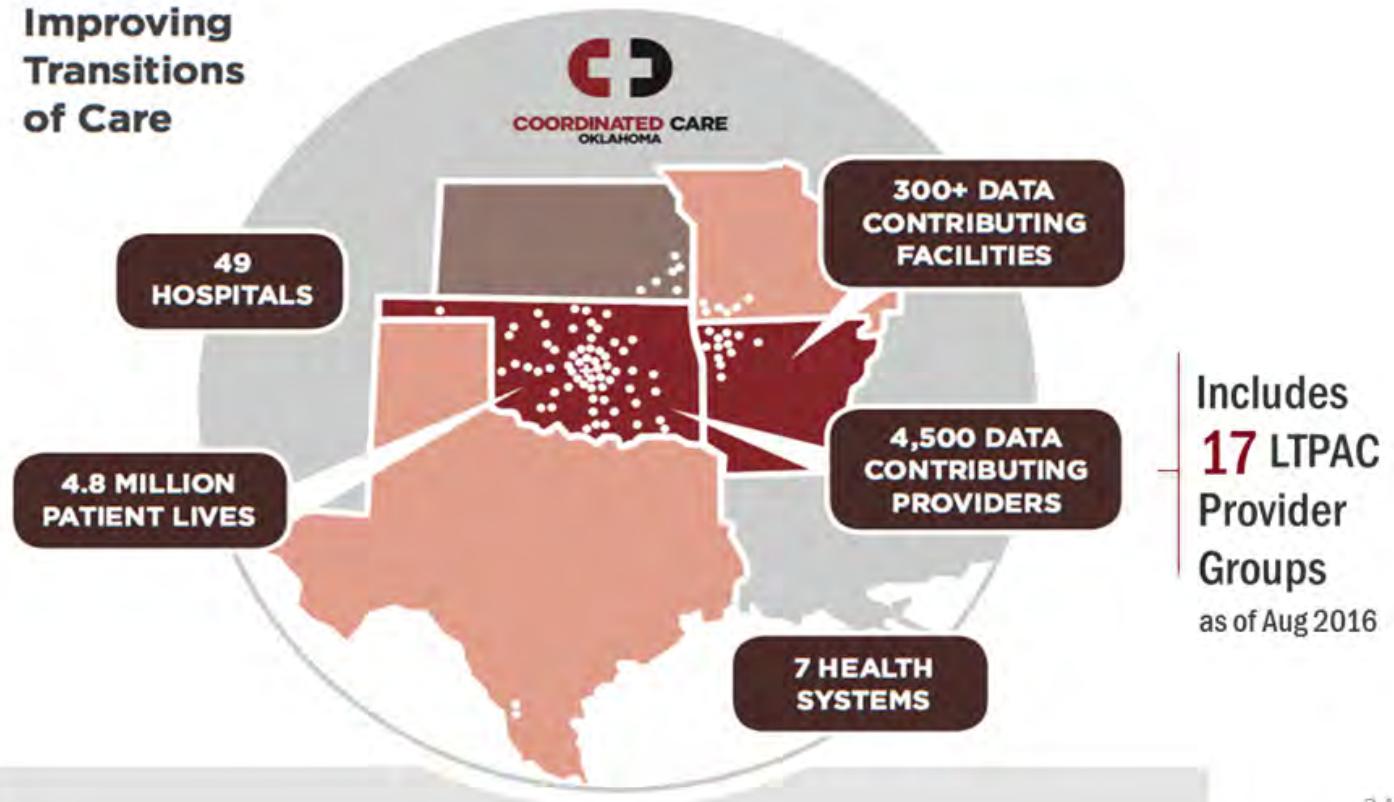 Improving
Transitions
of Care
COORDINATED CARE
OKLAHOMA
300+ DATA
CONTRIBUTING
FACILITIES
49
HOSPITALS
4.8 MILLION
PATIENT LIVES
4,500 DATA
CONTRIBUTING
PROVIDERS
7 HEALTH
SYSTEMS
Includes
17 LTPAC
Provider
Groups
as of Aug 2016